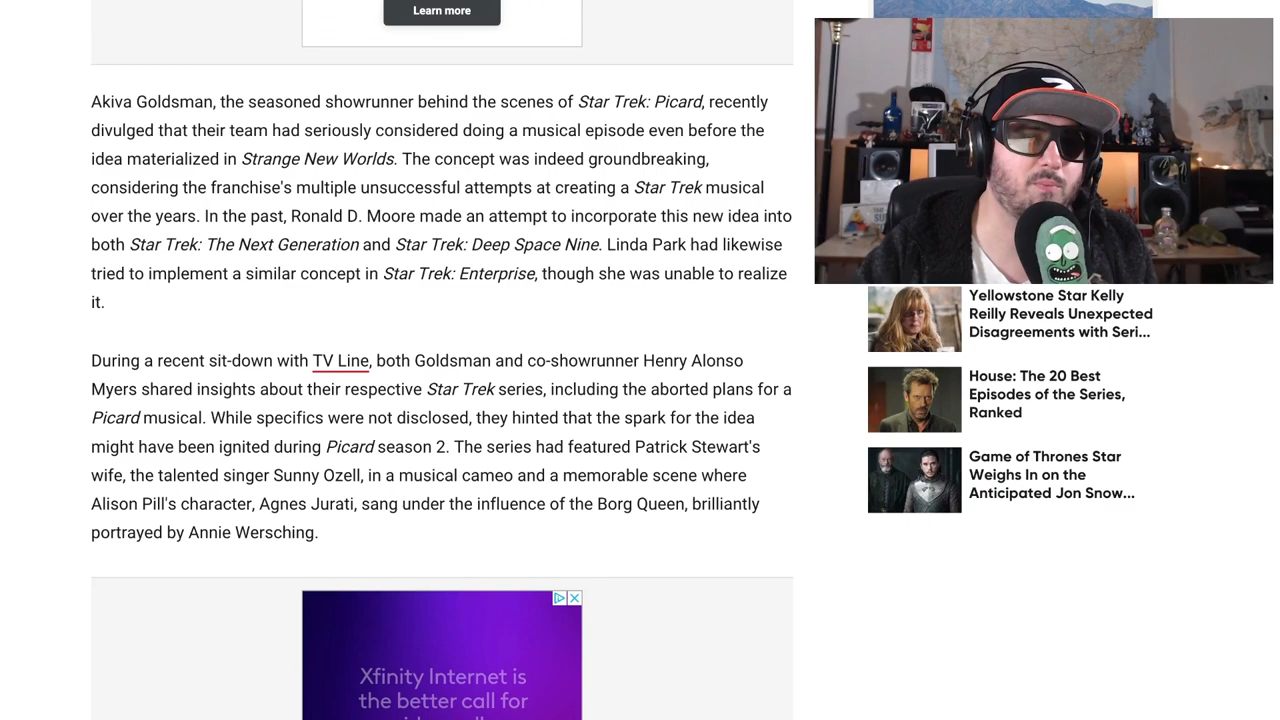 Learn more
Akiva Goldsman, the seasoned showrunner behind the scenes of Star Trek: Picard, recently
divulged that their team had seriously considered doing a musical episode even before the
idea materialized in Strange New Worlds. The concept was indeed groundbreaking,
considering the franchise's multiple unsuccessful attempts at creating a Star Trek musical
over the years. In the past, Ronald D. Moore made an attempt to incorporate this new idea into
both Star Trek: The Next Generation and Star Trek: Deep Space Nine. Linda Park had likewise
tried to implement a similar concept in Star Trek: Enterprise, though she was unable to realize
it.
During a recent sit-down with TV Line, both Goldsman and co-showrunner Henry Alonso
Myers shared insights about their respective Star Trek series, including the aborted plans for a
Picard musical. While specifics were not disclosed, they hinted that the spark for the idea
might have been ignited during Picard season 2. The series had featured Patrick Stewart's
wife, the talented singer Sunny Ozell, in a musical cameo and a memorable scene where
Alison Pill's character, Agnes Jurati, sang under the influence of the Borg Queen, brilliantly
portrayed by Annie Wersching.
Xfinity Internet is
the better call for
Yellowstone Star Kelly
Reilly Reveals Unexpected
Disagreements with Seri...
House: The 20 Best
Episodes of the Series,
Ranked
Game of Thrones Star
Weighs In on the
Anticipated Jon Snow...